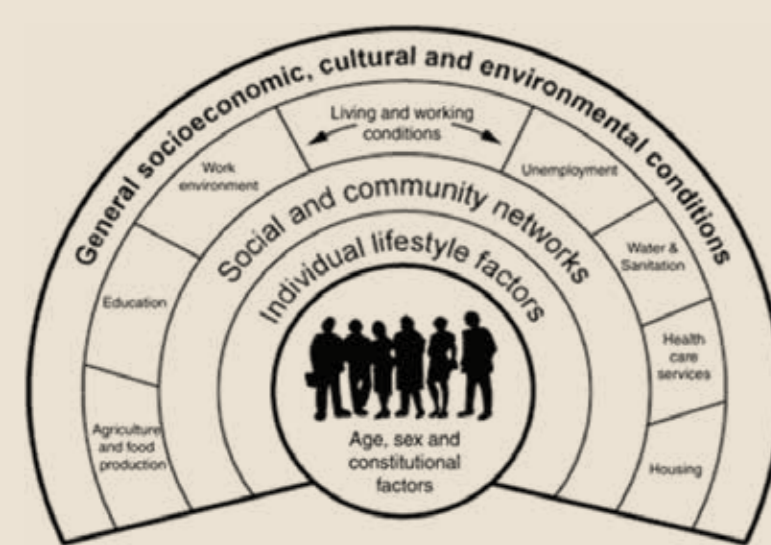 General socioeconomic, cultural and environmental conditions
Living and working
conditions
Work
environment
Unemployment
Education
Water &
Sanitation
Agriculture
and food
production
Health
care
services
Housing
Social and community networks
Individual lifestyle factors
Age, sex and
constitutional
factors